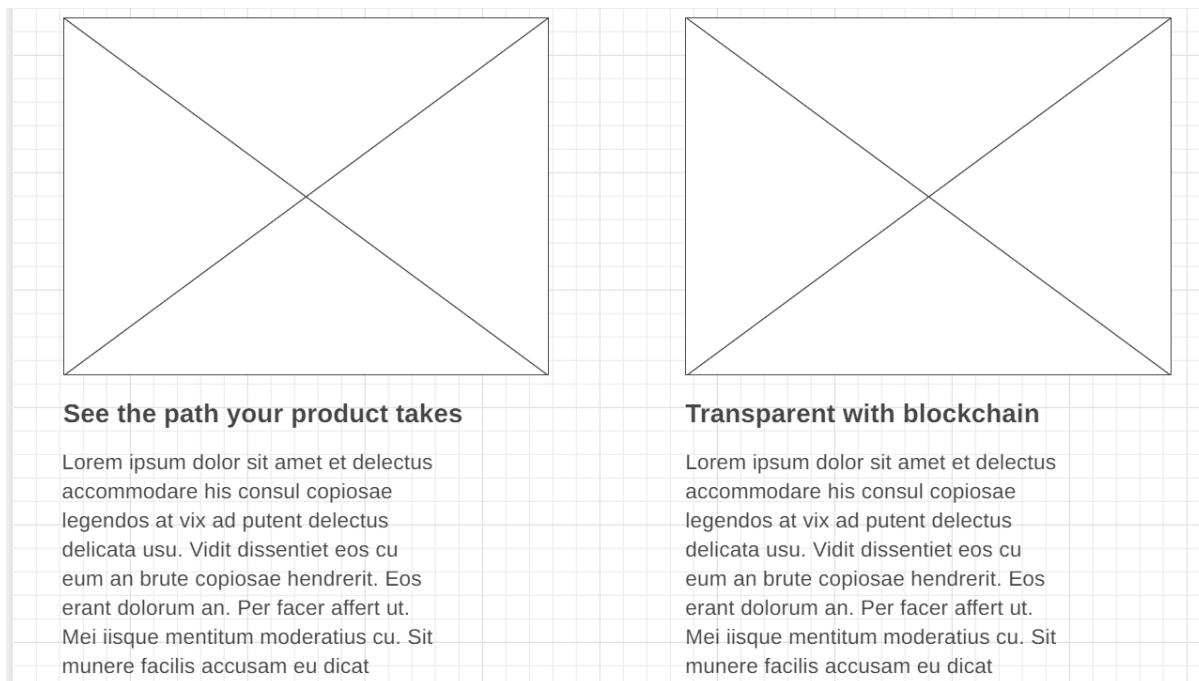 See the path your product takes
Lorem ipsum dolor sit amet et delectus
accommodare his consul copiosae
legendos at vix ad putent delectus
delicata usu. Vidit dissentiet eos cu
eum an brute copiosae hendrerit. Eos
erant dolorum an. Per facer affert ut.
Mei iisque mentitum moderatius cu. Sit
munere facilis accusam eu dicat
Transparent with blockchain
Lorem ipsum dolor sit amet et delectus
accommodare his consul copiosae
legendos at vix ad putent delectus
delicata usu. Vidit dissentiet eos cu
eum an brute copiosae hendrerit. Eos
erant dolorum an. Per facer affert ut.
Mei iisque mentitum moderatius cu. Sit
munere facilis accusam eu dicat